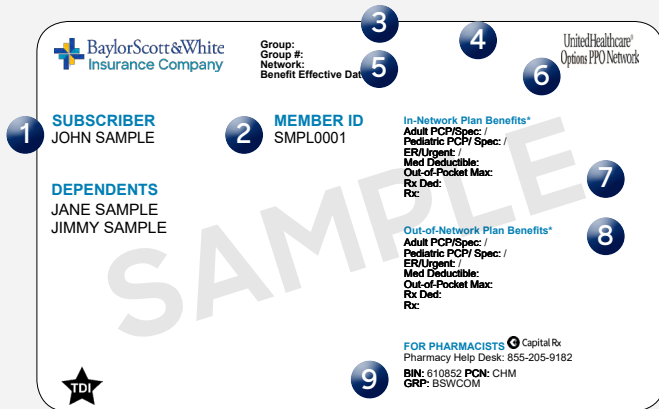 BaylorScott&White
Insurance Company
Group:
Group #:
Network:
Benefit Effective Dat
3
4
5
6
UnitedHealthcare®
Options PPO Network
1
SUBSCRIBER
JOHN SAMPLE
2
MEMBER ID
SMPL0001
DEPENDENTS
JANE SAMPLE
JIMMY SAMPLE
In-Network Plan Benefits*
Adult PCP/Spec: /
Pediatric PCP/ Spec: /
ER/Urgent: /
Med Deductible:
Out-of-Pocket Max:
Rx Ded:
Rx:
7
Out-of-Network Plan Benefits*
Adult PCP/Spec: /
Pediatric PCP/ Spec: /
ER/Urgent: /
Med Deductible:
Out-of-Pocket Max:
Rx Ded:
Rx:
8
SAMPLE
FOR PHARMACISTS Capital Rx
Pharmacy Help Desk: 855-205-9182
BIN: 610852 PCN: CHM
GRP: BSWCOM
9
TDI